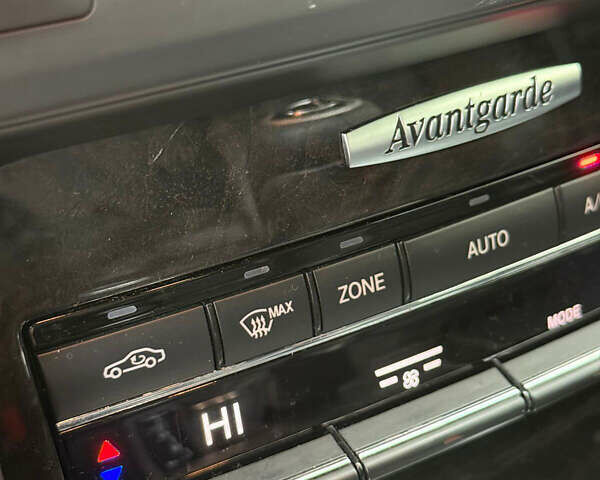 Avantgarde
A/
AUTO
ZONE
MAX
MODE
HI